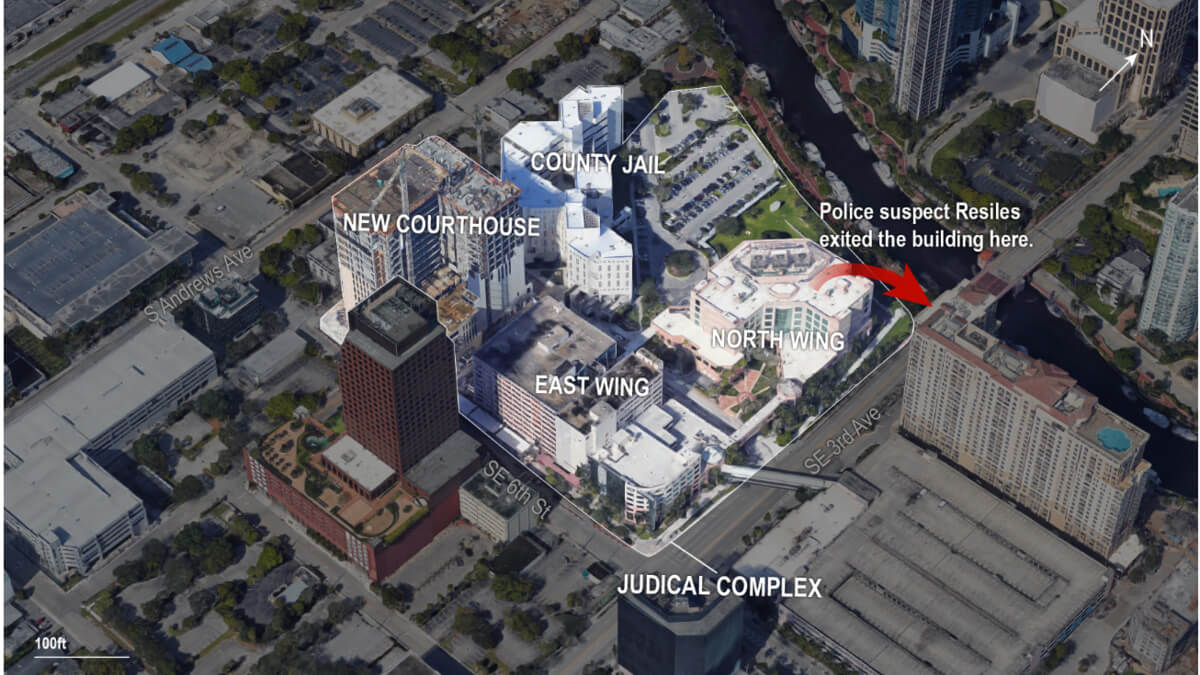 N
COUNTY JAIL
NEW COURTHOUSE
Police suspect Resiles
exited the building here.
S Andrews Ave
NORTH WING
EAST WING
SE 3rd Ave
SE 6th St
JUDICAL COMPLEX
100ft